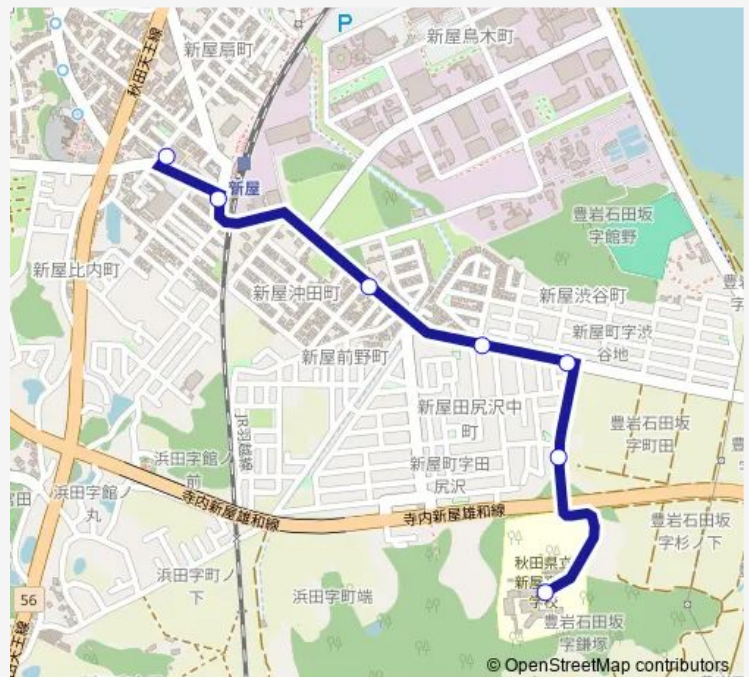 P
新屋鳥木町
新屋扇町
秋田天王線
新屋
豊岩石田坂
字館野
新屋比内町
新屋沖田町
新屋渋谷町
新屋町字渋
谷地
新屋前野町
新屋田尻沢中
町
JR羽越線
豊岩石田坂
字町田
新屋町字田
尻沢
浜田字館ノ
前
浜田字館ノ
丸
寺内新屋雄和線
寺内新屋雄和線
豊岩石田坂
字杉ノ下
浜田字町ノ
下
浜田字町端
秋田県立
学校
豊岩石田坂
字鎌塚
56
© OpenStreetMap contributors